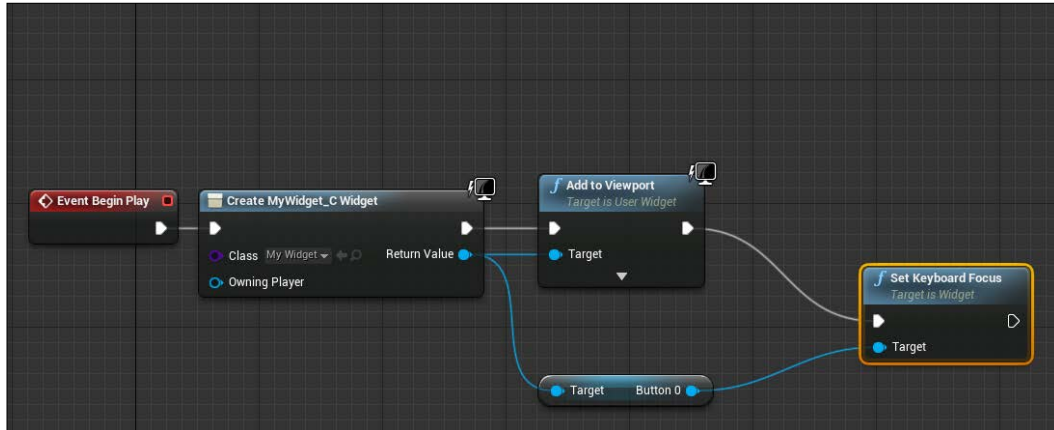 Event Begin Play
Create MyWidget_C Widget
Class My Widget Return Value
Owning Player
f Add to Viewport
Target is User Widget
Target
Target Button 0
f Set Keyboard Focus
Target is Widget
Target